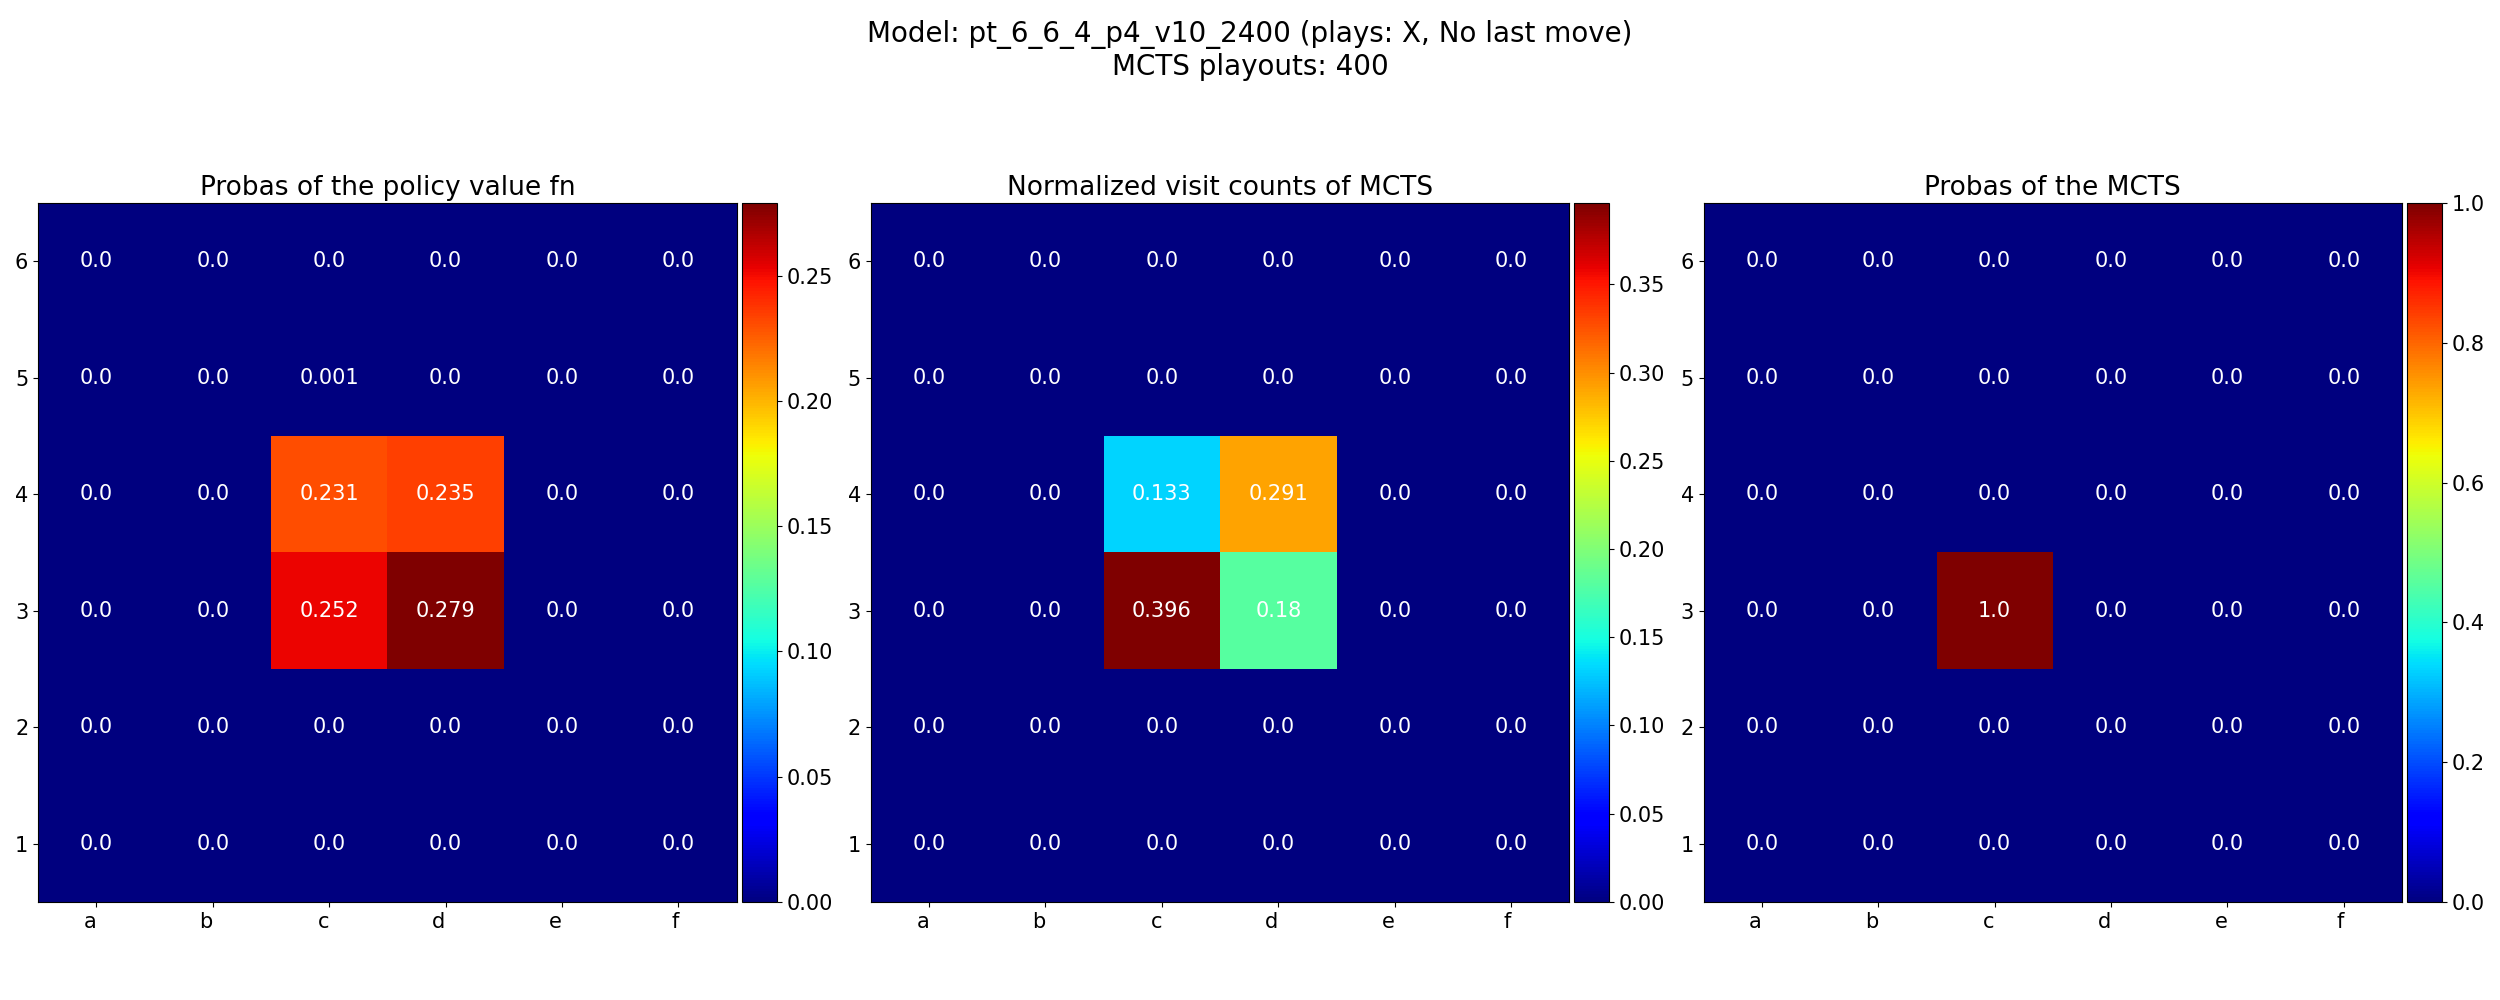 Model: pt_6_6_4_p4_v10_2400 (plays: X, No last move)
MCTS playouts: 400
Probas of the policy value fn
6 0.0 0.0 0.0 0.0 0.0 0.0
5 0.0 0.0 0.001 0.0 0.0 0.0
4 0.0 0.0 0.231 0.235 0.0 0.0
3 0.0 0.0 0.252 0.279 0.0 0.0
2 0.0 0.0 0.0 0.0 0.0 0.0
1 0.0 0.0 0.0 0.0 0.0 0.0
a b c d e f
0.25
0.20
0.15
0.10
0.05
0.00
Normalized visit counts of MCTS
6 0.0 0.0 0.0 0.0 0.0 0.0
5 0.0 0.0 0.0 0.0 0.0 0.0
4 0.0 0.0 0.133 0.291 0.0 0.0
3 0.0 0.0 0.396 0.18 0.0 0.0
2 0.0 0.0 0.0 0.0 0.0 0.0
1 0.0 0.0 0.0 0.0 0.0 0.0
a b c d e f
0.35
0.30
0.25
0.20
0.15
0.10
0.05
0.00
Probas of the MCTS
6 0.0 0.0 0.0 0.0 0.0 0.0
5 0.0 0.0 0.0 0.0 0.0 0.0
4 0.0 0.0 0.0 0.0 0.0 0.0
3 0.0 0.0 1.0 0.0 0.0 0.0
2 0.0 0.0 0.0 0.0 0.0 0.0
1 0.0 0.0 0.0 0.0 0.0 0.0
a b c d e f
1.0
0.8
0.6
0.4
0.2
0.0